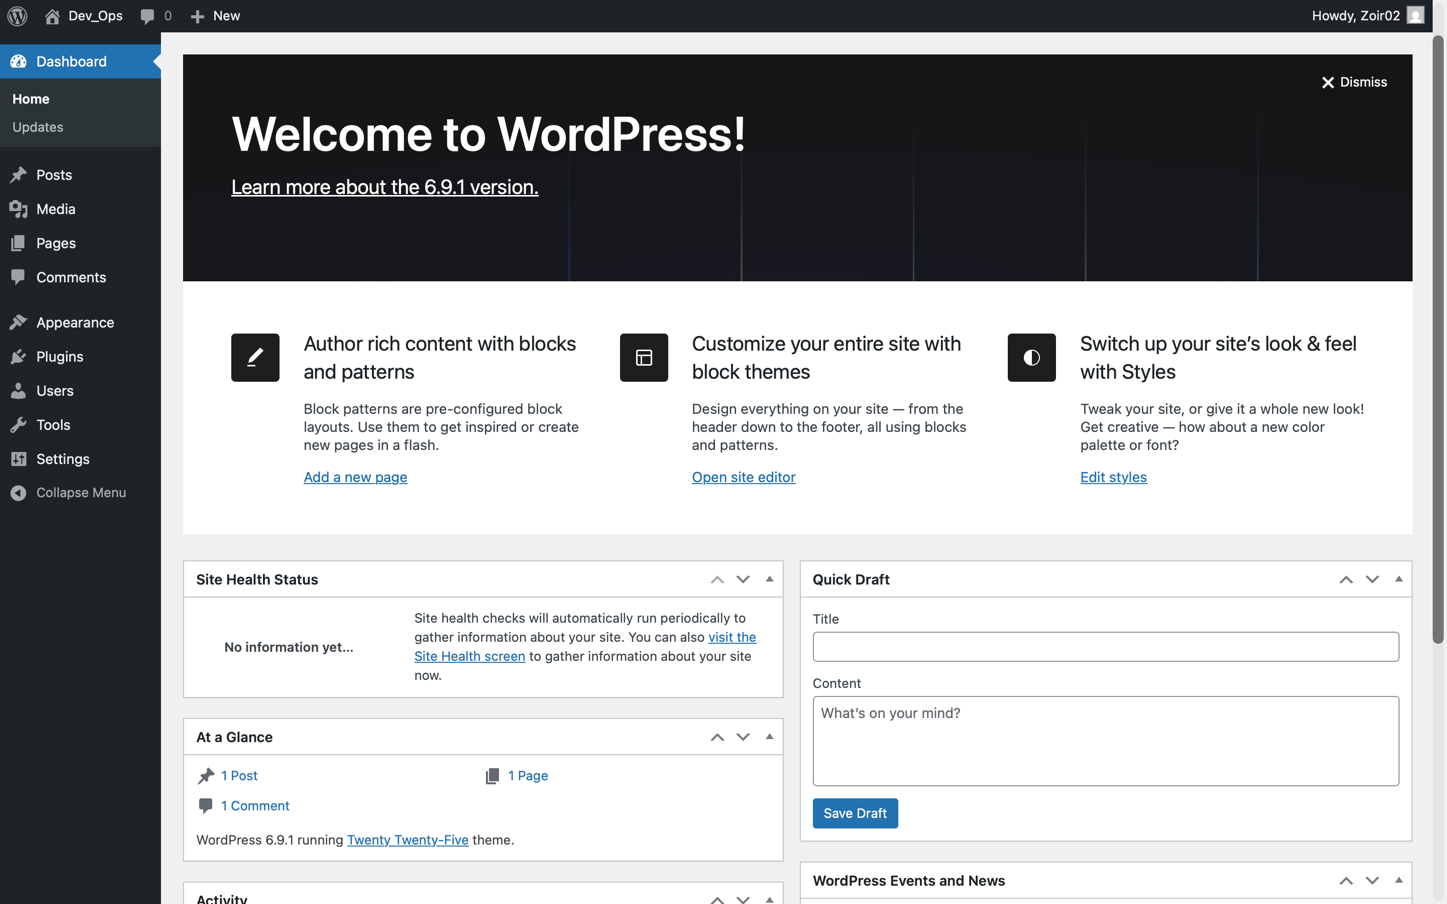 Dev_Ops
0
New
Howdy, Zoir02
Dashboard
Home
Updates
Posts
Media
Pages
Comments
Appearance
Plugins
Users
Tools
Settings
Collapse Menu
Dismiss
Welcome to WordPress!
Learn more about the 6.9.1 version.
Author rich content with blocks
and patterns
Block patterns are pre-configured block
layouts. Use them to get inspired or create
new pages in a flash.
Add a new page
Customize your entire site with
block themes
Design everything on your site — from the
header down to the footer, all using blocks
and patterns.
Open site editor
Switch up your site’s look & feel
with Styles
Tweak your site, or give it a whole new look!
Get creative — how about a new color
palette or font?
Edit styles
Site Health Status
No information yet…
Site health checks will automatically run periodically to
gather information about your site. You can also visit the
Site Health screen to gather information about your site
now.
At a Glance
1 Post
1 Page
1 Comment
WordPress 6.9.1 running Twenty Twenty-Five theme.
Activity
Quick Draft
Title
Content
What’s on your mind?
Save Draft
WordPress Events and News